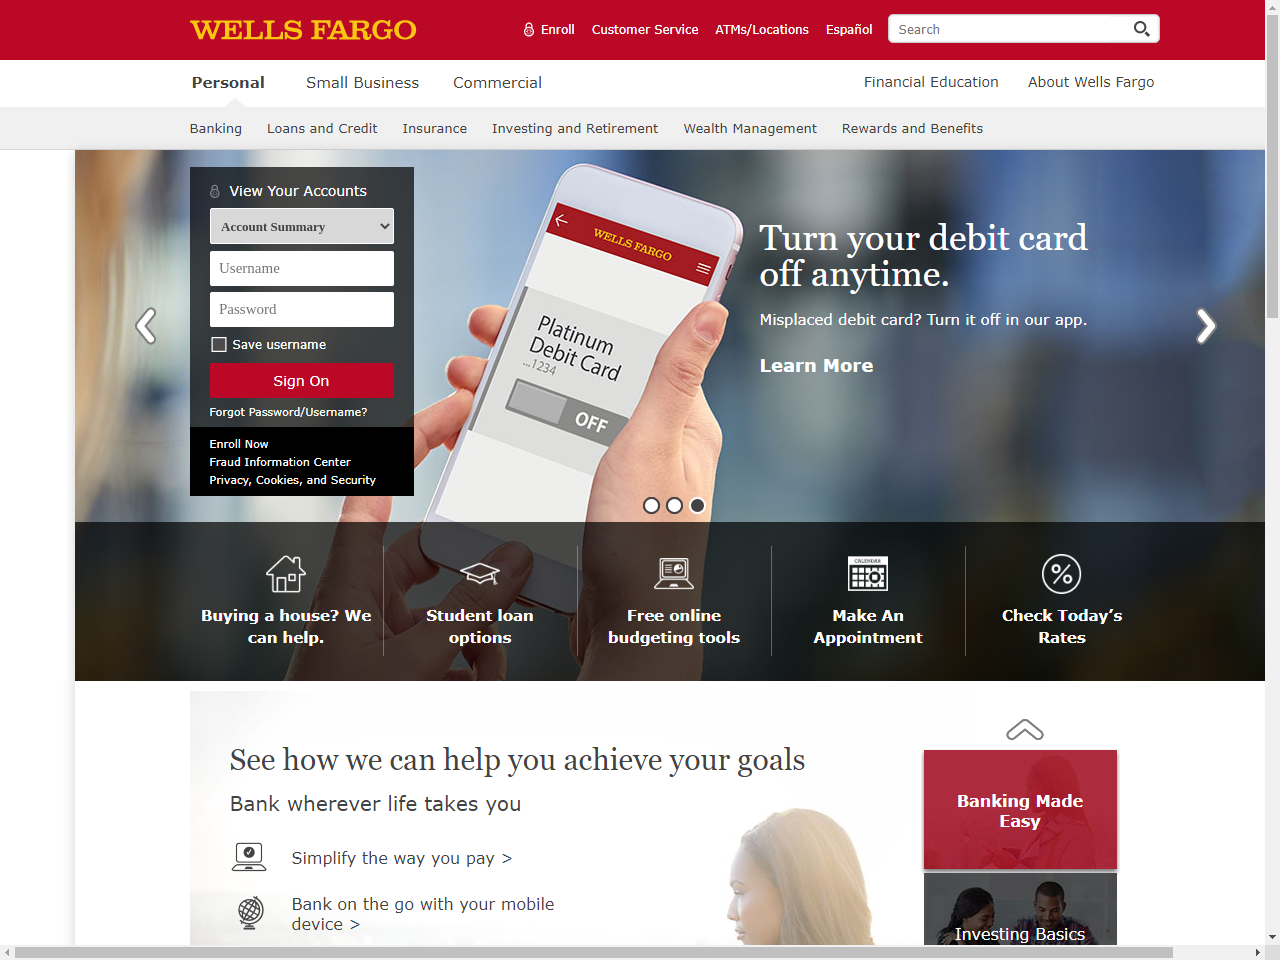 WELLS FARGO
Enroll Customer Service ATMs/Locations Español Search
Personal Small Business Commercial Financial Education About Wells Fargo
Banking Loans and Credit Insurance Investing and Retirement Wealth Management Rewards and Benefits
View Your Accounts
Account Summary
Username
Password
Save username
Sign On
Forgot Password/Username?
Enroll Now
Fraud Information Center
Privacy, Cookies, and Security
WELLS FARGO
Platinum
Debit Card
...1234
OFF
Turn your debit card
off anytime.
Misplaced debit card? Turn it off in our app.
Learn More
Buying a house? We
can help.
Student loan
options
Free online
budgeting tools
CALENDAR
Make An
Appointment
Check Today’s
Rates
See how we can help you achieve your goals
Bank wherever life takes you
Simplify the way you pay >
Bank on the go with your mobile
device >
Banking Made
Easy
Investing Basics